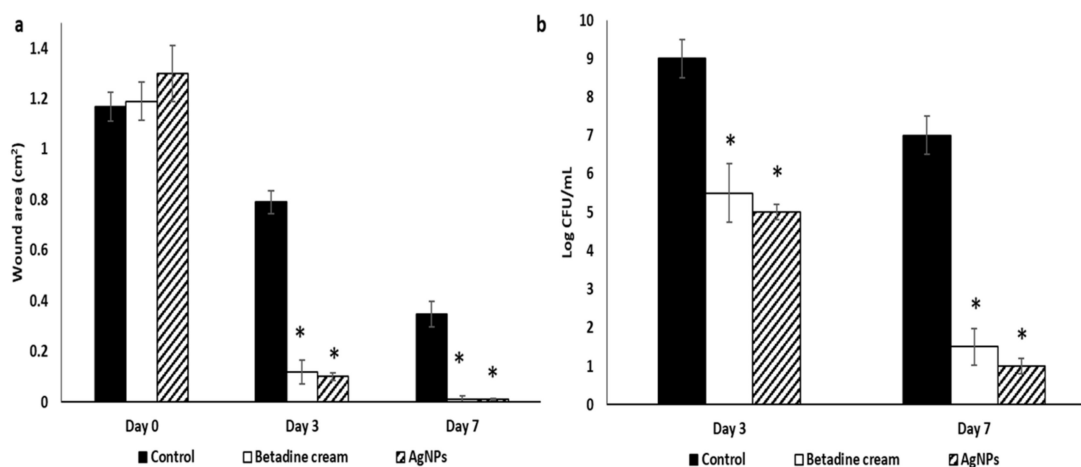 a
Wound area (cm²)
1.4
1.2
1
0.8
0.6
0.4
0.2
0
*
*
*
*
Day 0
Day 3
Day 7
Control
Betadine cream
AgNPs
b
Log CFU/mL
10
9
8
7
6
5
4
3
2
1
0
*
*
*
*
Day 3
Day 7
Control
Betadine cream
AgNPs